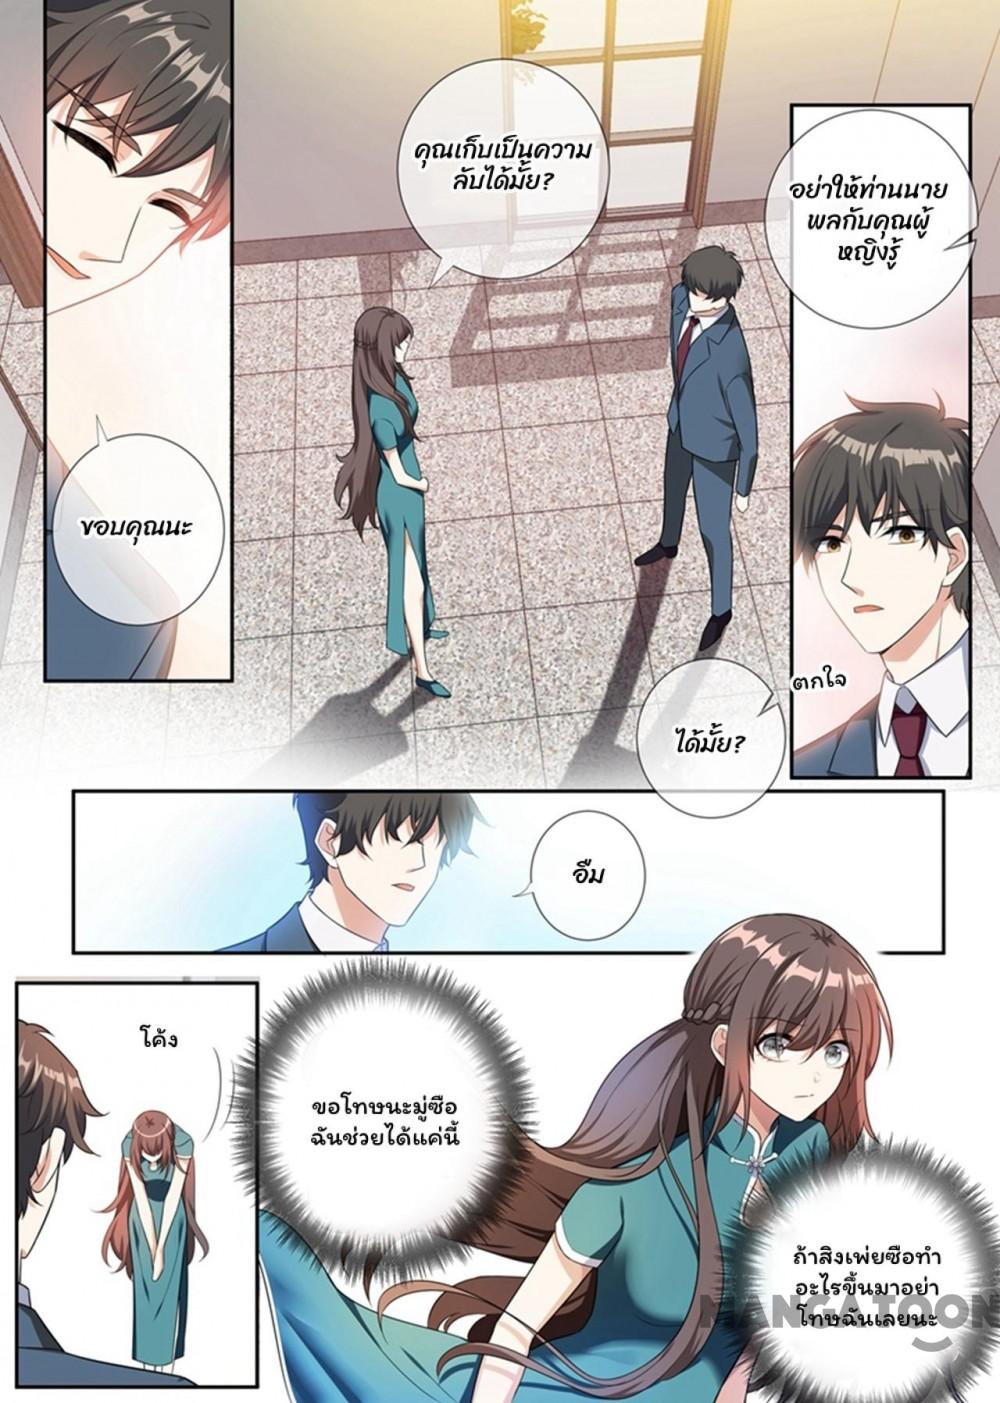 ขอบคุณนะ
คุณเก็บเป็นความ
ลับได้มั้ย?
อย่าให้ท่านนาย
พลกับคุณผู้
หญิงรู้
ตกใจ
ได้มั้ย?
อืม
โค้ง
ขอโทษนะมู่ซือ
ฉันช่วยได้แค่นี้
ถ้าสิงเพ่ยซือทำ
อะไรขึ้นมาอย่า
โทษฉันเลยนะ
MANGATOON